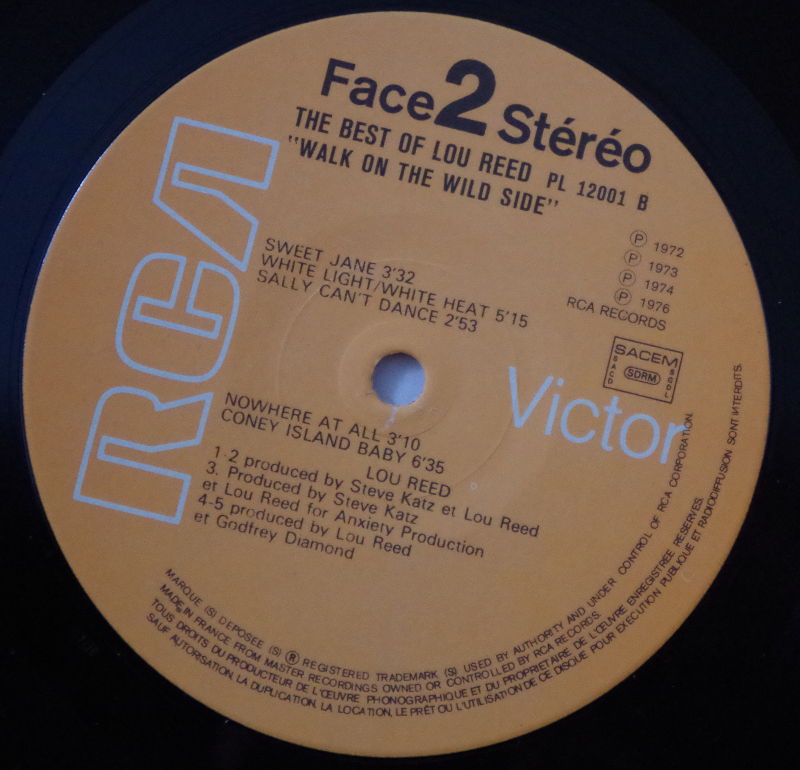 Face 2 Stéréo
THE BEST OF LOU REED PL 12001 B
"WALK ON THE WILD SIDE"
RCA
SWEET JANE 3'32
WHITE LIGHT/WHITE HEAT 5'15
SALLY CAN'T DANCE 2'53
Ⓟ 1972
Ⓟ 1973
Ⓟ 1974
Ⓟ 1976
RCA RECORDS
SACEM
SACD
SDRM
SGDL
Victor
NOWHERE AT ALL 3'10
CONEY ISLAND BABY 6'35
LOU REED
1-2 produced by Steve Katz et Lou Reed
3. Produced by Steve Katz
et Lou Reed for Anxiety Production
4-5 produced by Lou Reed
et Godfrey Diamond
MARQUE (S) DEPOSEE (S) ® REGISTERED TRADEMARK (S) USED BY AUTHORITY AND UNDER CONTROL OF RCA CORPORATION.
MADE IN FRANCE FROM MASTER RECORDINGS OWNED OR CONTROLLED BY RCA RECORDS.
TOUS DROITS DU PRODUCTEUR DE L'ŒUVRE PHONOGRAPHIQUE ET DU PROPRIETAIRE DE L'ŒUVRE ENREGISTREE RESERVES.
SAUF AUTORISATION, LA DUPLICATION, LA LOCATION, LE PRÊT OU L'UTILISATION DE CE DISQUE POUR EXECUTION PUBLIQUE ET RADIODIFFUSION SONT INTERDITS.